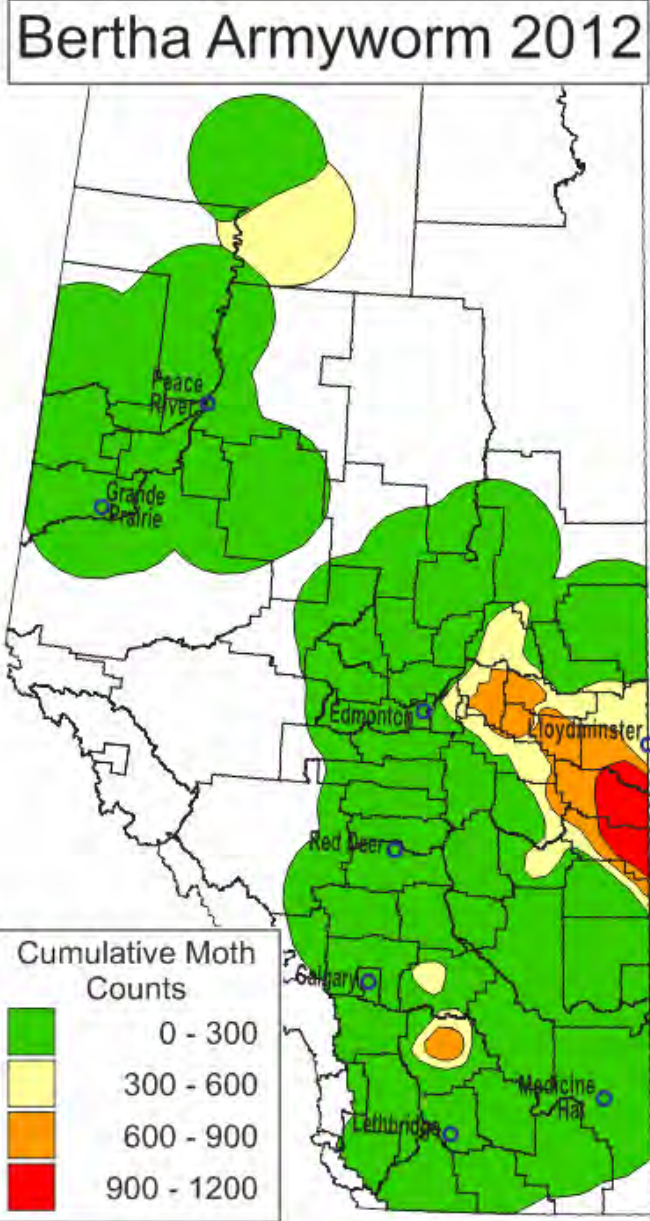 Bertha Armyworm 2012
Peace
River
Grande
Prairie
Edmonton
Lloydminster
Red Deer
Calgary
Medicine
Hat
Lethbridge
Cumulative Moth
Counts
0 - 300
300 - 600
600 - 900
900 - 1200